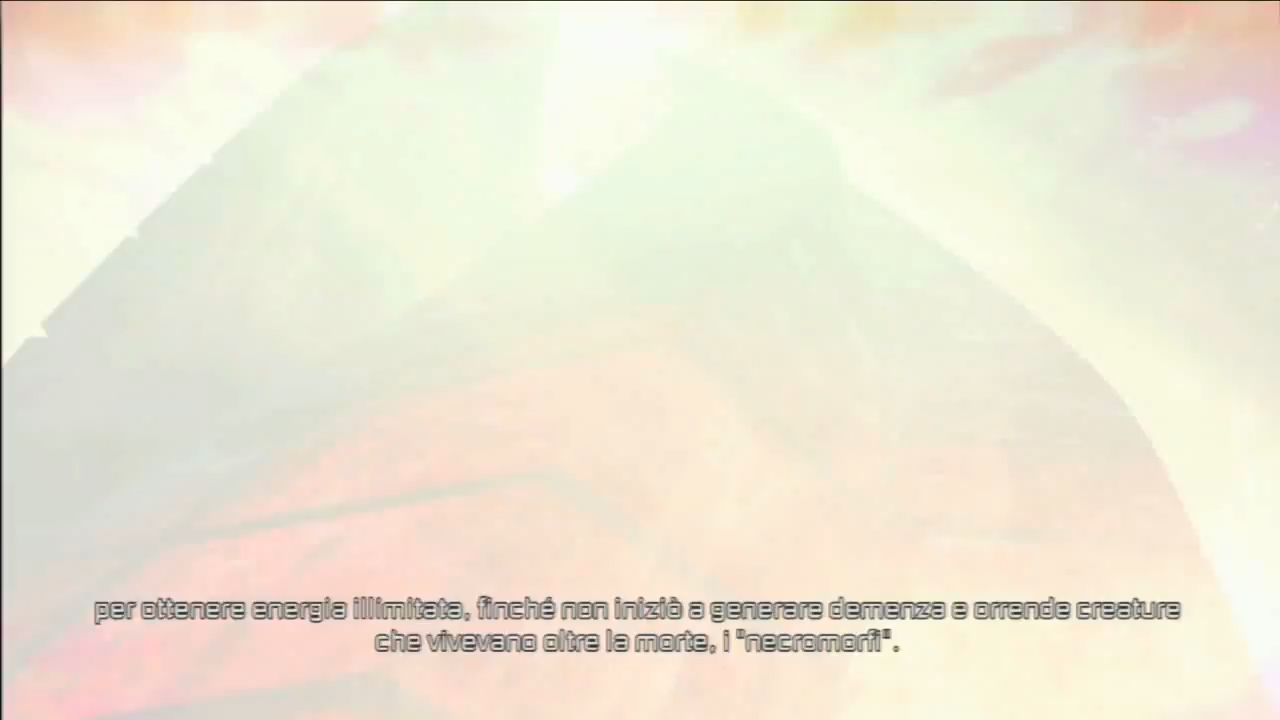 per ottenere energia illimitata, finché non iniziò a generare demenza e orrende creature
che vivevano oltre la morte, i "necromorfi".